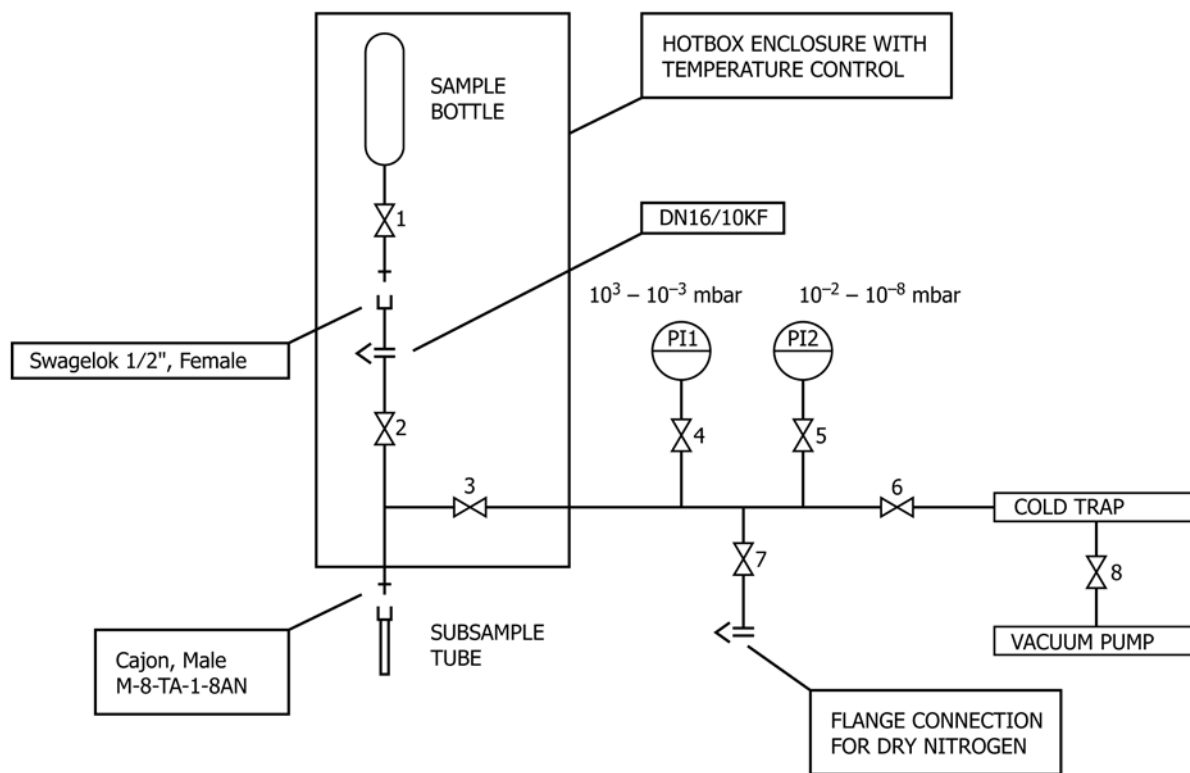 HOTBOX ENCLOSURE WITH
TEMPERATURE CONTROL
SAMPLE
BOTTLE
1
DN16/10KF
10³ – 10⁻³ mbar
10⁻² – 10⁻⁸ mbar
PI1
PI2
Swagelok 1/2", Female
2
4
5
3
6
COLD TRAP
7
8
Cajon, Male
M-8-TA-1-8AN
SUBSAMPLE
TUBE
VACUUM PUMP
FLANGE CONNECTION
FOR DRY NITROGEN